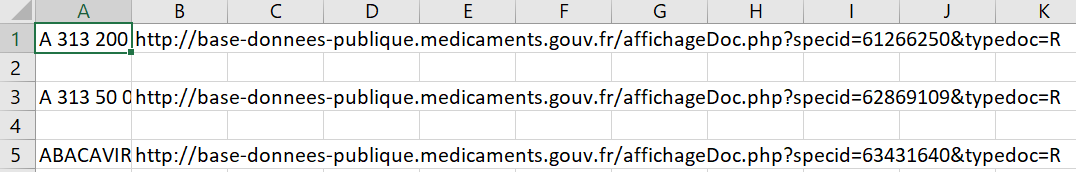 A B C D E F G H I J K
1 A 313 200 http://base-donnees-publique.medicaments.gouv.fr/affichageDoc.php?specid=61266250&typedoc=R
2
3 A 313 50 0 http://base-donnees-publique.medicaments.gouv.fr/affichageDoc.php?specid=62869109&typedoc=R
4
5 ABACAVIR http://base-donnees-publique.medicaments.gouv.fr/affichageDoc.php?specid=63431640&typedoc=R